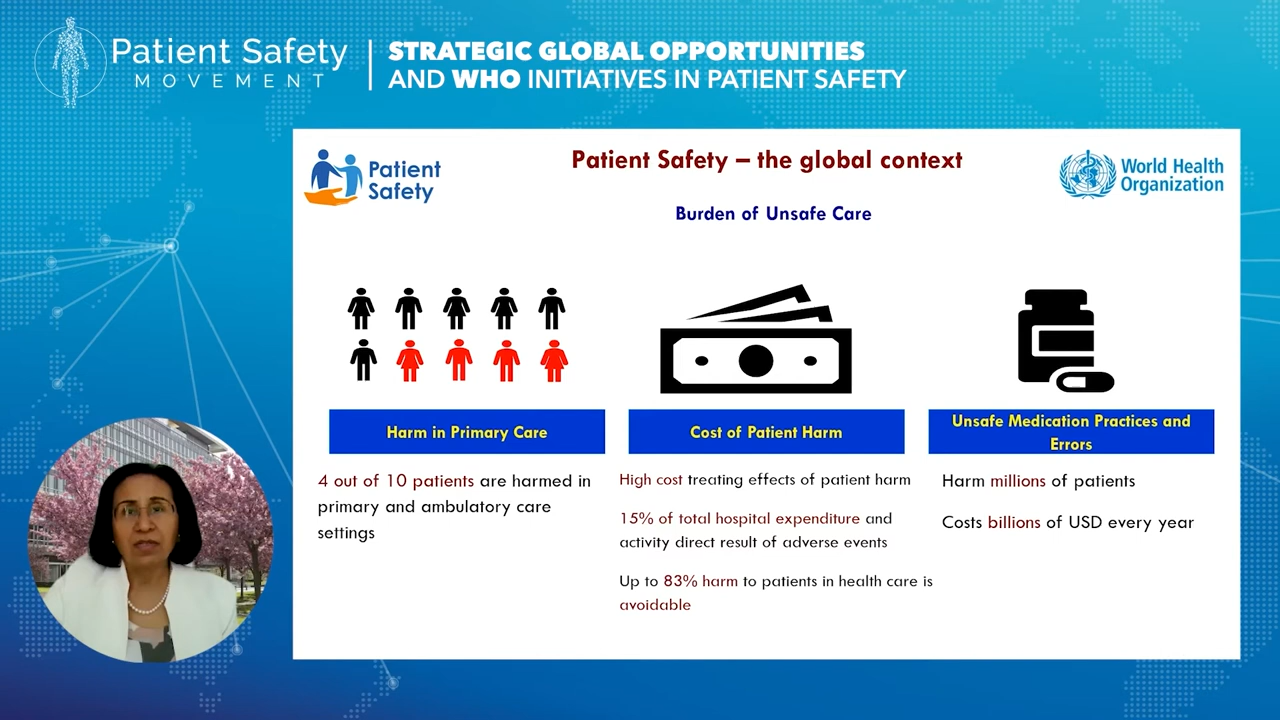 Patient Safety
MOVEMENT
STRATEGIC GLOBAL OPPORTUNITIES
AND WHO INITIATIVES IN PATIENT SAFETY
Patient
Safety
Patient Safety – the global context
World Health
Organization
Burden of Unsafe Care
Harm in Primary Care
4 out of 10 patients are harmed in
primary and ambulatory care
settings
Cost of Patient Harm
High cost treating effects of patient harm
15% of total hospital expenditure and
activity direct result of adverse events
Up to 83% harm to patients in health care is
avoidable
Unsafe Medication Practices and
Errors
Harm millions of patients
Costs billions of USD every year